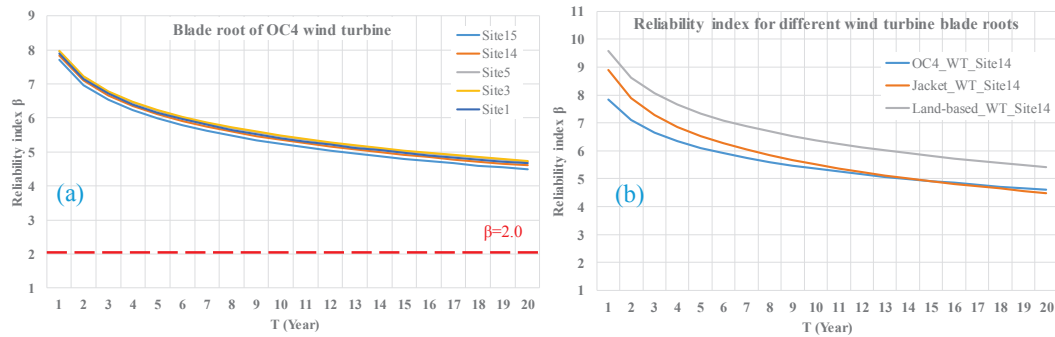 Blade root of OC4 wind turbine
Reliability index β
9
8
7
6
5
4
3
2
1
Site15
Site14
Site5
Site3
Site1
(a)
β=2.0
1 2 3 4 5 6 7 8 9 10 11 12 13 14 15 16 17 18 19 20
T (Year)
Reliability index for different wind turbine blade roots
Reliability index β
11
10
9
8
7
6
5
4
3
2
1
OC4_WT_Site14
Jacket_WT_Site14
Land-based_WT_Site14
(b)
1 2 3 4 5 6 7 8 9 10 11 12 13 14 15 16 17 18 19 20
T (Year)